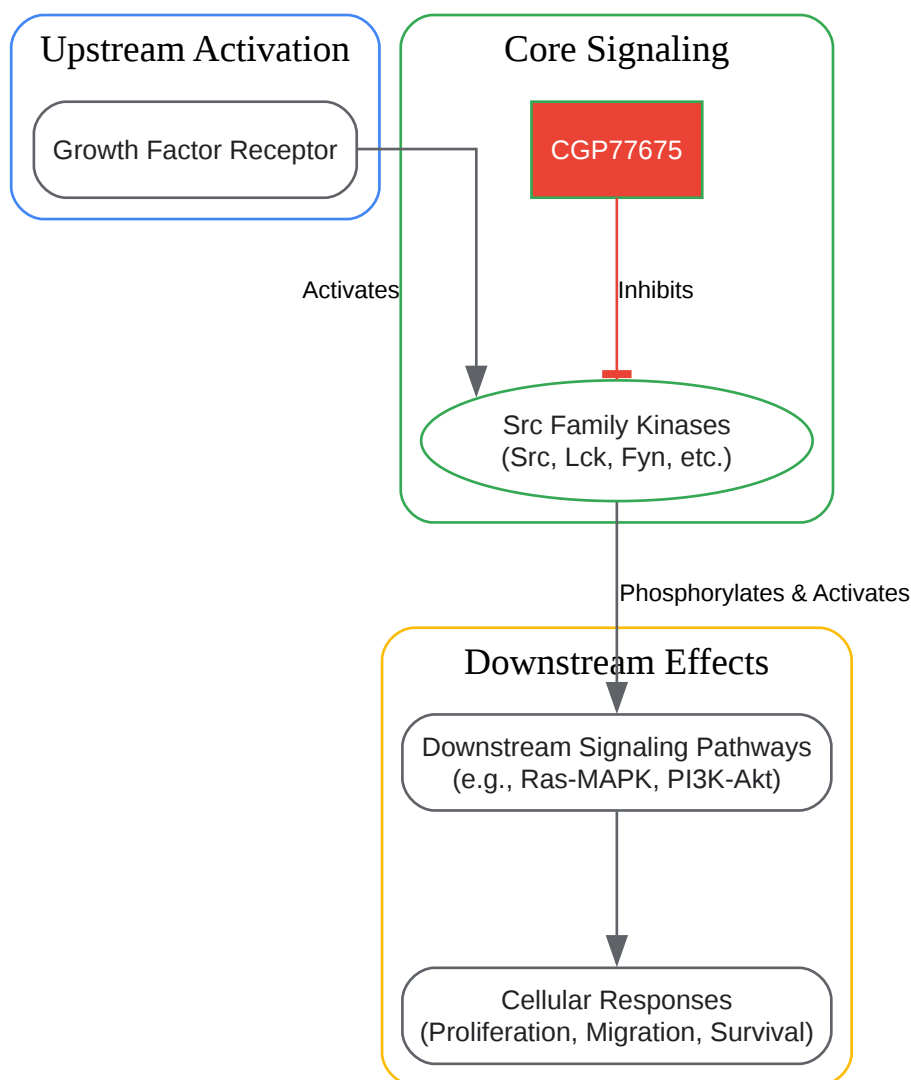 Upstream Activation
Growth Factor Receptor
Core Signaling
CGP77675
Activates
Inhibits
Src Family Kinases
(Src, Lck, Fyn, etc.)
Phosphorylates & Activates
Downstream Effects
Downstream Signaling Pathways
(e.g., Ras-MAPK, PI3K-Akt)
Cellular Responses
(Proliferation, Migration, Survival)